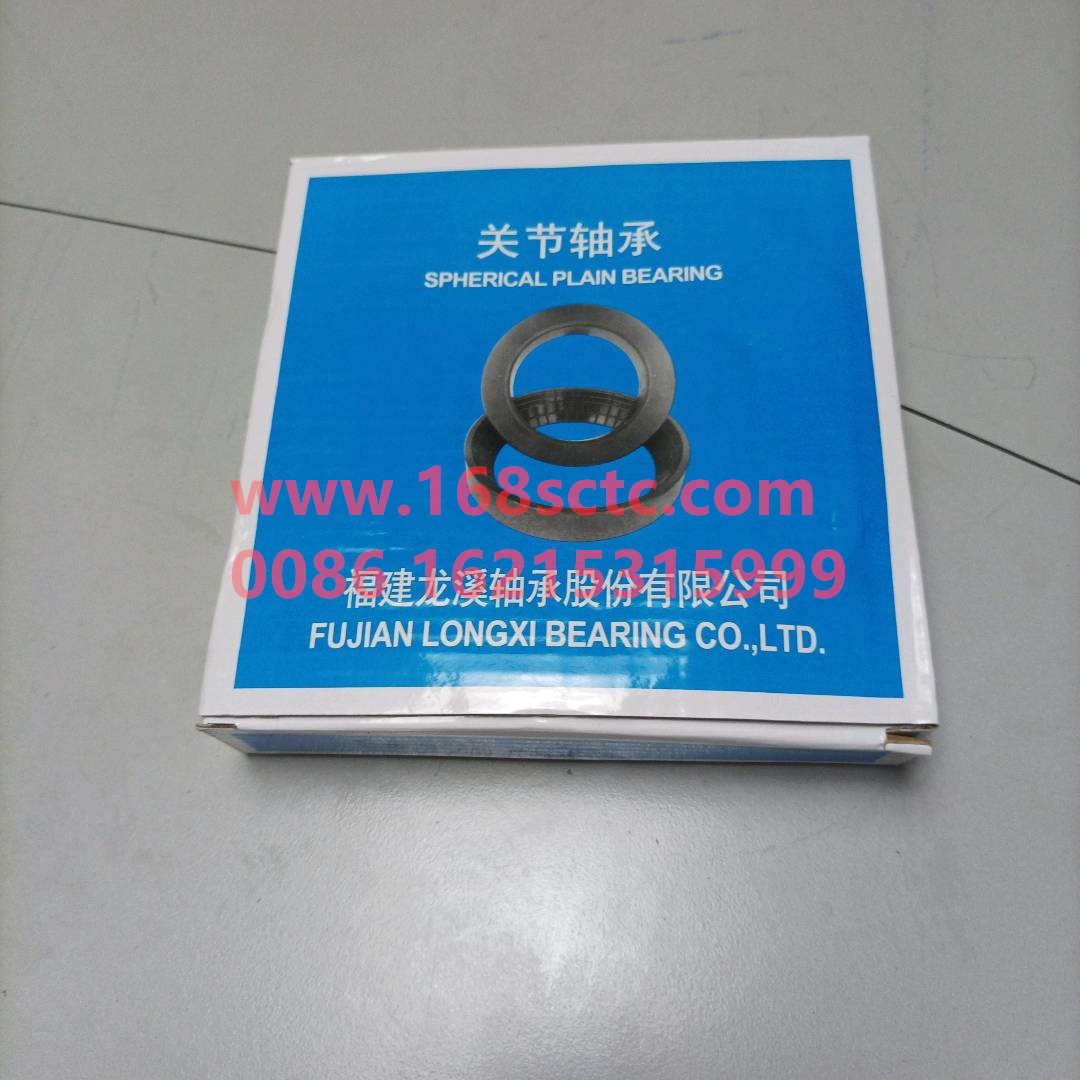 关节轴承
SPHERICAL PLAIN BEARING
www.168sctc.com
0086 16215315999
福建龙溪轴承股份有限公司
FUJIAN LONGXI BEARING CO.,LTD.